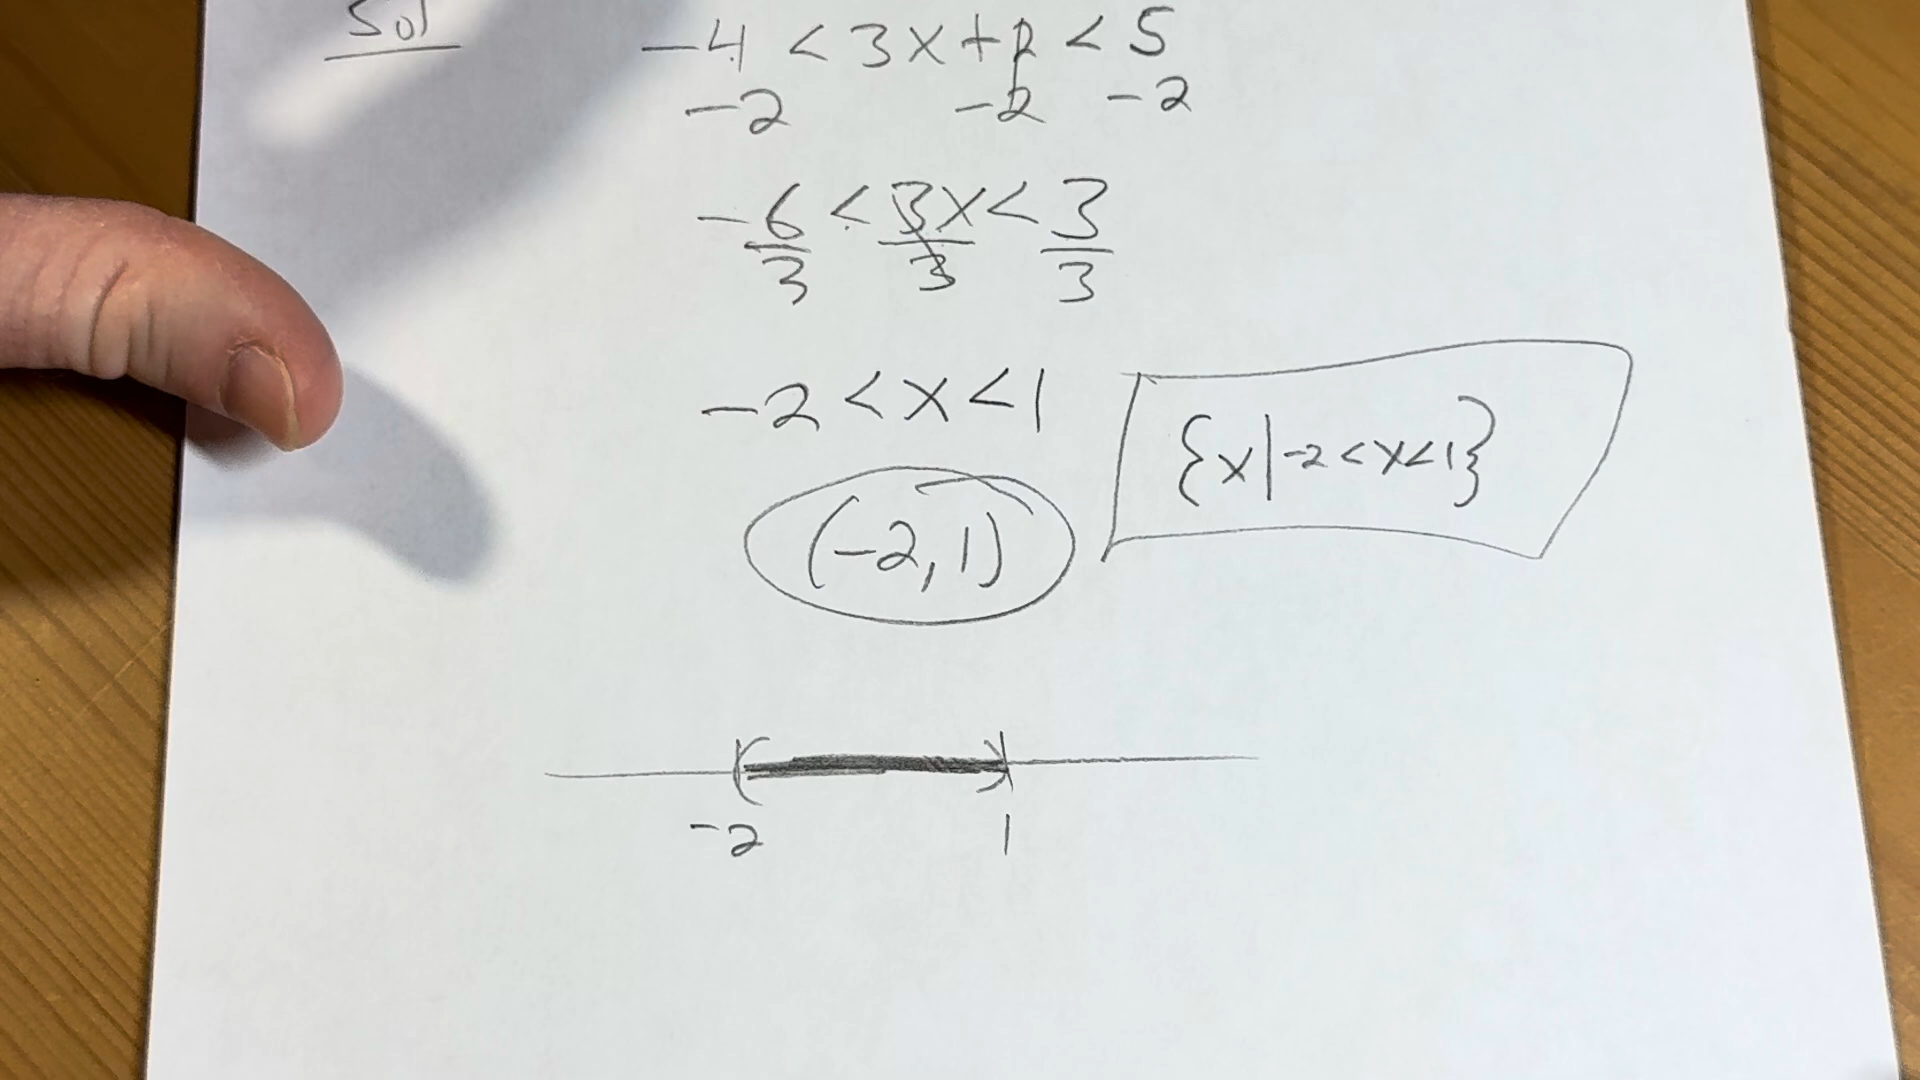 Sol
-4 < 3x + 2 < 5
-2 -2 -2
-6 < 3x < 3
3 3 3
-2 < x < 1
{x | -2 < x < 1}
(-2, 1)
( )
-2 1